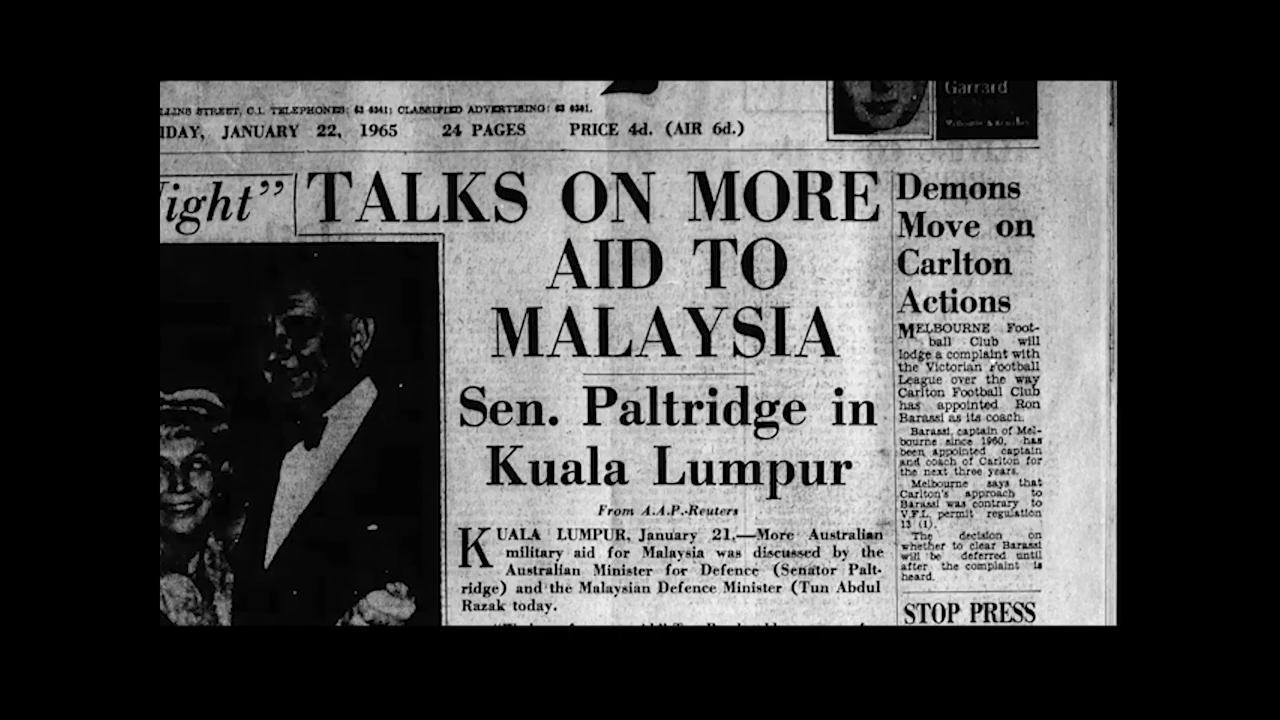 LLINS STREET, C.1. TELEPHONES: 63 0341; CLASSIFIED ADVERTISING: 63 0381.
IDAY, JANUARY 22, 1965 24 PAGES PRICE 4d. (AIR 6d.)
Garrard
ight”
TALKS ON MORE
AID TO
MALAYSIA
Sen. Paltridge in
Kuala Lumpur
From A.A.P.-Reuters
KUALA LUMPUR, January 21,—More Australian
military aid for Malaysia was discussed by the
Australian Minister for Defence (Senator Palt-
ridge) and the Malaysian Defence Minister (Tun Abdul
Razak today.
Demons
Move on
Carlton
Actions
MELBOURNE Foot-
ball Club will
lodge a complaint with
the Victorian Football
League over the way
Carlton Football Club
has appointed Ron
Barassi as its coach.
Barassi, captain of Mel-
bourne since 1960, has
been appointed captain
and coach of Carlton for
the next three years.
Melbourne says that
Carlton's approach to
Barassi was contrary to
V.F.L. permit regulation
13 (1).
The decision on
whether to clear Barassi
will be deferred until
after the complaint is
heard.
STOP PRESS